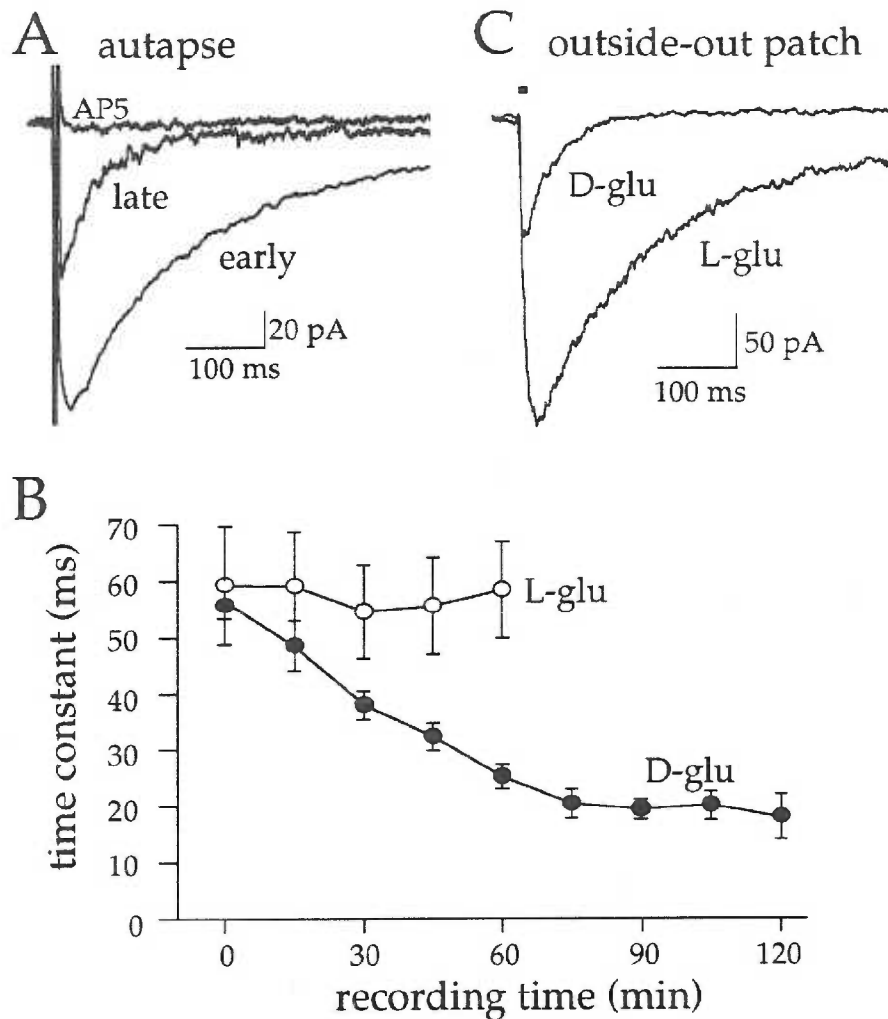 A autapse
AP5
late
early
20 pA
100 ms
C outside-out patch
D-glu
L-glu
50 pA
100 ms
B
time constant (ms)
70
60
50
40
30
20
10
0
L-glu
D-glu
0 30 60 90 120
recording time (min)